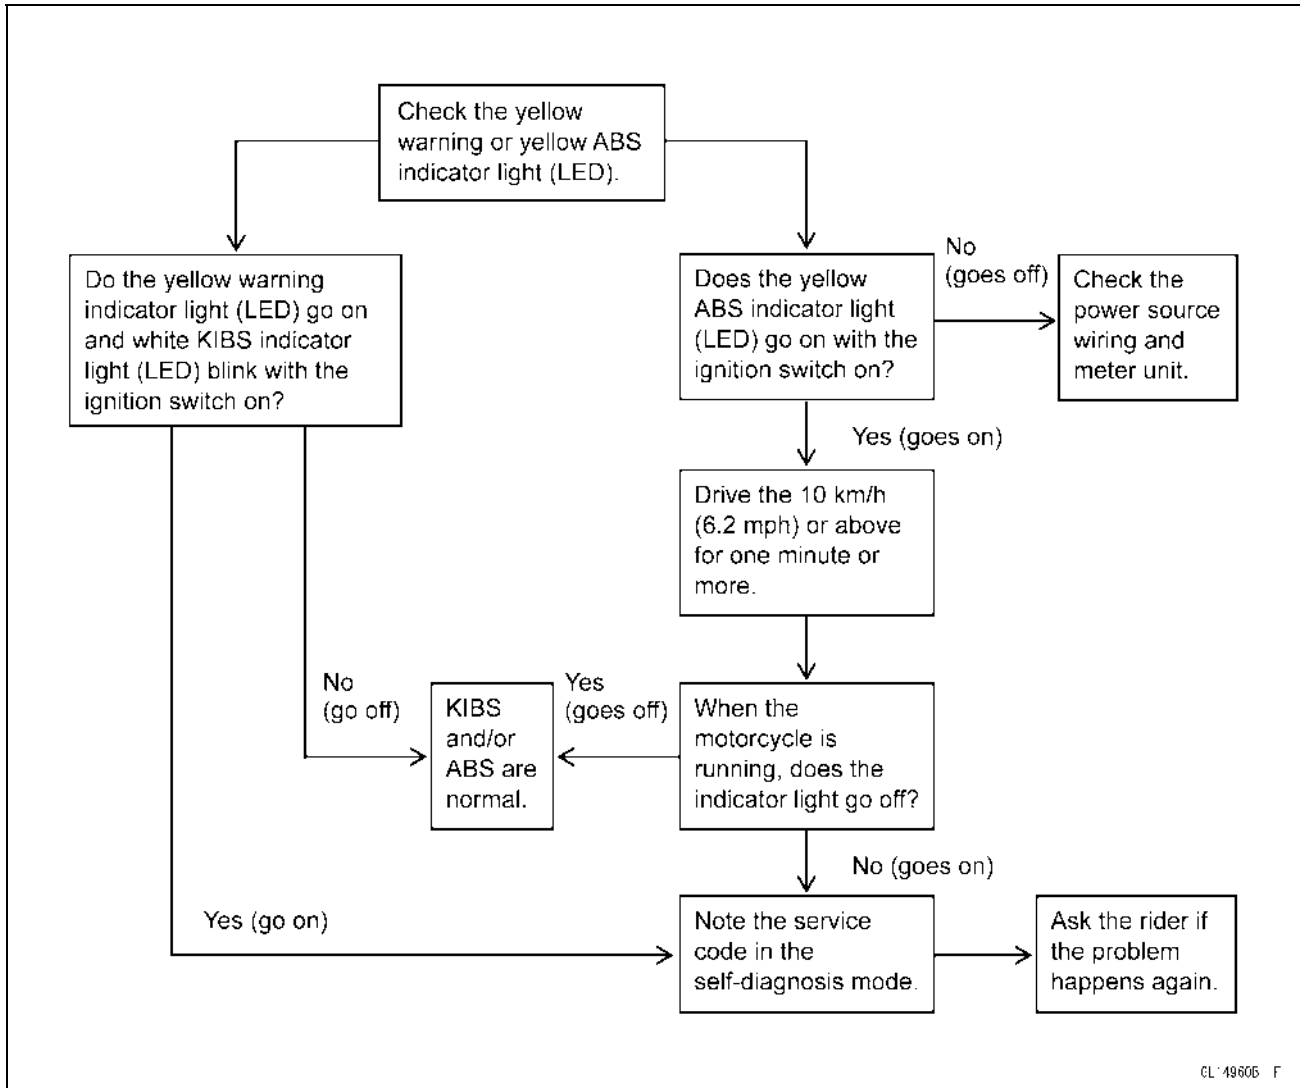 Check the yellow
warning or yellow ABS
indicator light (LED).
Do the yellow warning
indicator light (LED) go on
and white KIBS indicator
light (LED) blink with the
ignition switch on?
Does the yellow
ABS indicator light
(LED) go on with the
ignition switch on?
No
(goes off)
Check the
power source
wiring and
meter unit.
Yes (goes on)
Drive the 10 km/h
(6.2 mph) or above
for one minute or
more.
No
(go off)
KIBS
and/or
ABS are
normal.
Yes
(goes off)
When the
motorcycle is
running, does the
indicator light go off?
No (goes on)
Yes (go on)
Note the service
code in the
self-diagnosis mode.
Ask the rider if
the problem
happens again.
F